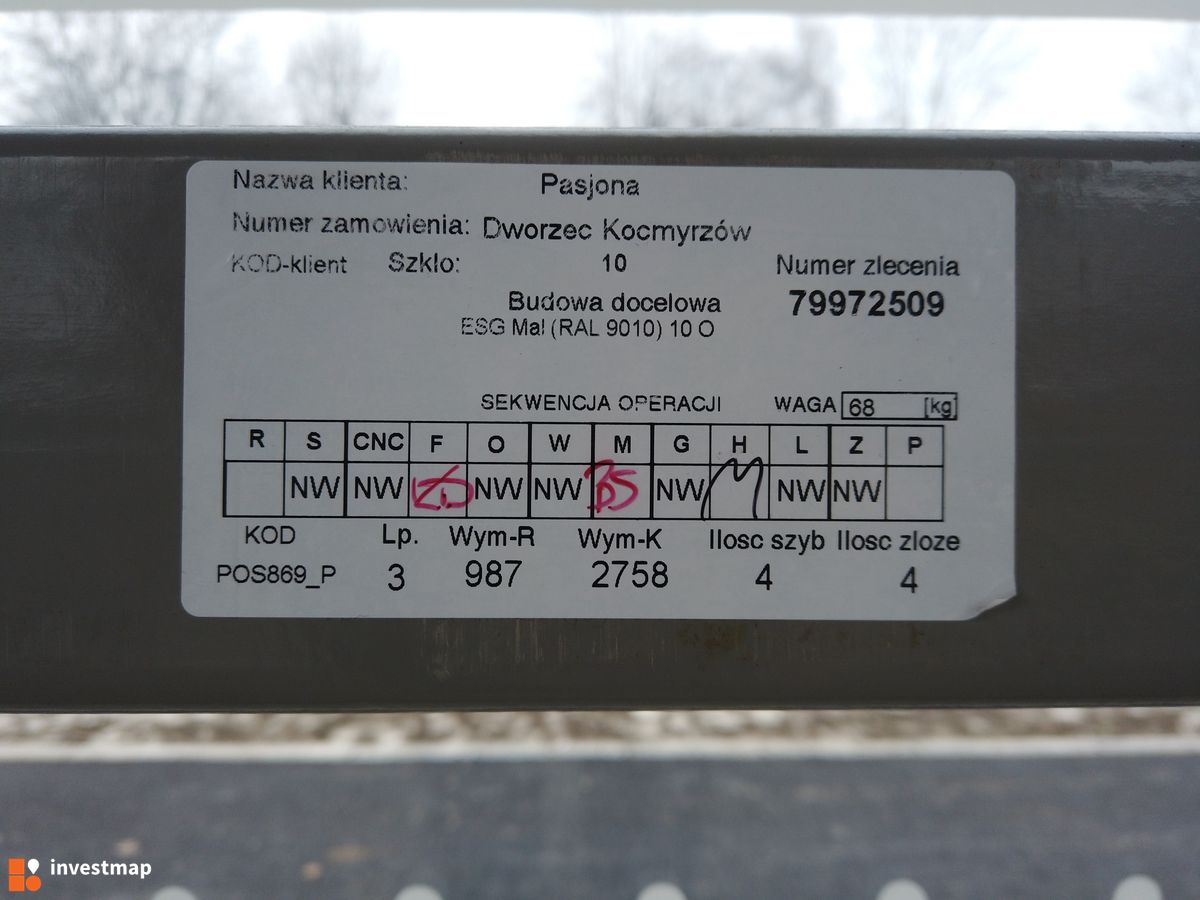 Nazwa klienta: Pasjona
Numer zamowienia: Dworzec Kocmyrzów
KOD-klient Szklo: 10 Numer zlecenia
Budowa docelowa 79972509
ESG Mal (RAL 9010) 10 O
SEKWENCJA OPERACJI WAGA 68 [kg]
R S CNC F O W M G H L Z P
NW NW NW NW NW NW NW
KOD Lp. Wym-R Wym-K Ilosc szyb Ilosc zloze
POS869_P 3 987 2758 4 4
investmap